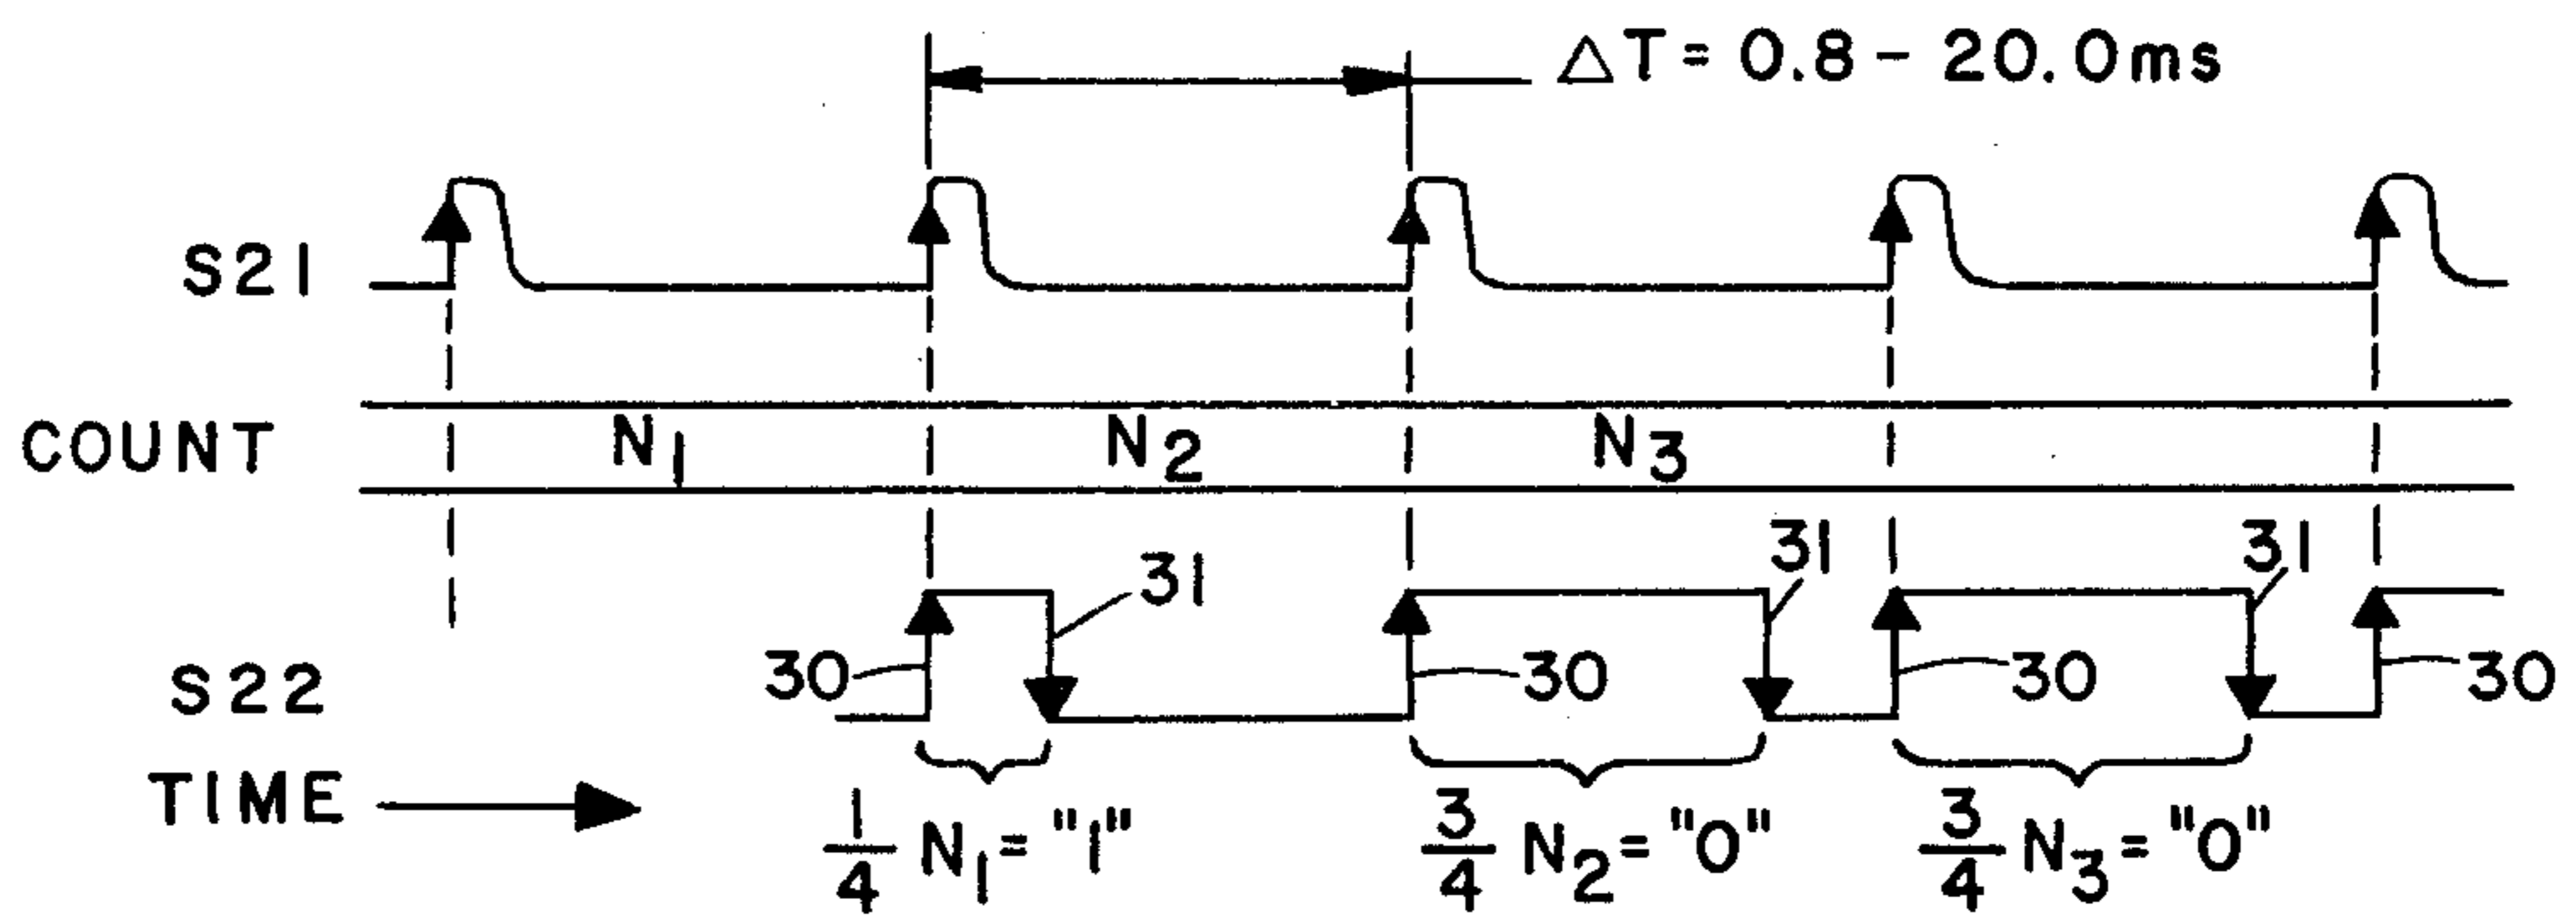 ΔT = 0.8 - 20.0ms
S21
COUNT N1 N2 N3
31 31 31
30 30 30 30
S22
TIME
1/4 N1 = "1" 3/4 N2 = "0" 3/4 N3 = "0"